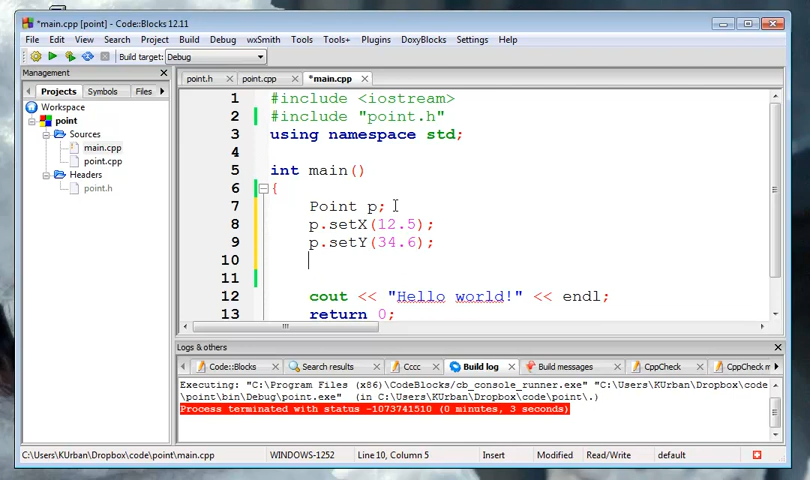 *main.cpp [point] - Code::Blocks 12.11
File Edit View Search Project Build Debug wxSmith Tools Tools+ Plugins DoxyBlocks Settings Help
Build target: Debug
Management
Projects Symbols Files
Workspace
point
Sources
main.cpp
point.cpp
Headers
point.h
point.h point.cpp *main.cpp
1 #include <iostream>
2 #include "point.h"
3 using namespace std;
4
5 int main()
6 {
7 Point p;
8 p.setX(12.5);
9 p.setY(34.6);
10
11
12 cout << "Hello world!" << endl;
13 return 0;
Logs & others
Code::Blocks Search results Cccc Build log Build messages CppCheck CppCheck m
Executing: "C:\Program Files (x86)\CodeBlocks/cb_console_runner.exe" "C:\Users\KUrban\Dropbox\code
\point\bin\Debug\point.exe" (in C:\Users\KUrban\Dropbox\code\point\.)
Process terminated with status -1073741510 (0 minutes, 3 seconds)
C:\Users\KUrban\Dropbox\code\point\main.cpp WINDOWS-1252 Line 10, Column 5 Insert Modified Read/Write default